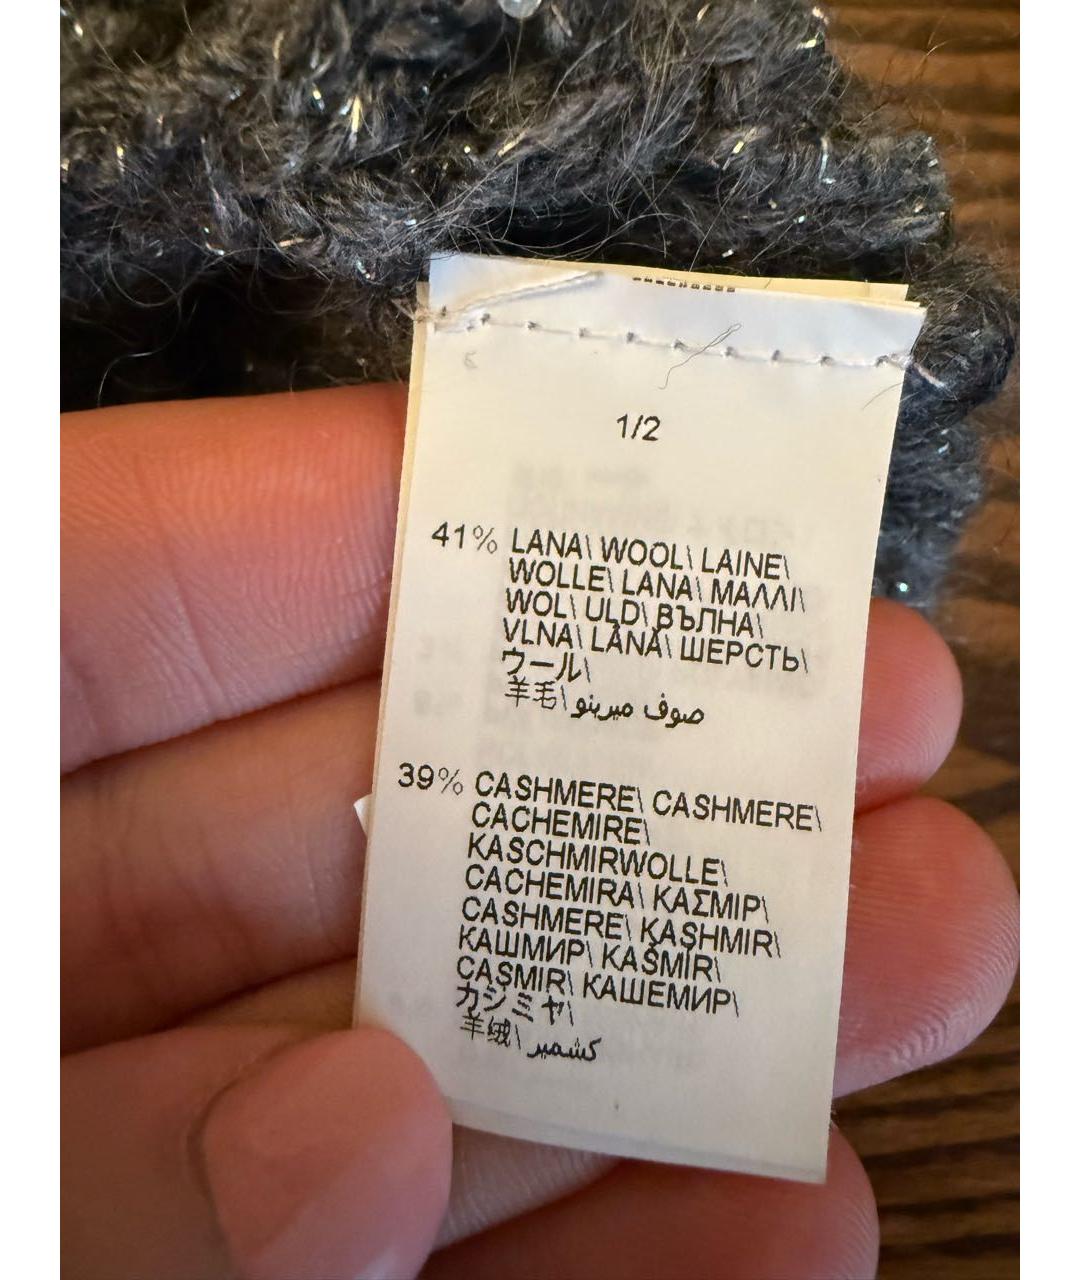 1/2
41% LANA\ WOOL\ LAINE\
WOLLE\ LANA\ ΜΑΛΛΙ\
WOL\ ULD\ ВЪЛНА\
VLNA\ LÂNĂ\ ШЕРСТЬ\
ウール\
羊毛\ صوف ميرينو
39% CASHMERE\ CASHMERE\
CACHEMIRE\
KASCHMIRWOLLE\
CACHEMIRA\ ΚΑΣΜΙΡ\
CASHMERE\ KASHMIR\
КАШМИР\ KAŠMÍR\
CAȘMIR\ КАШЕМИР\
カシミヤ\
羊绒\ كشمير